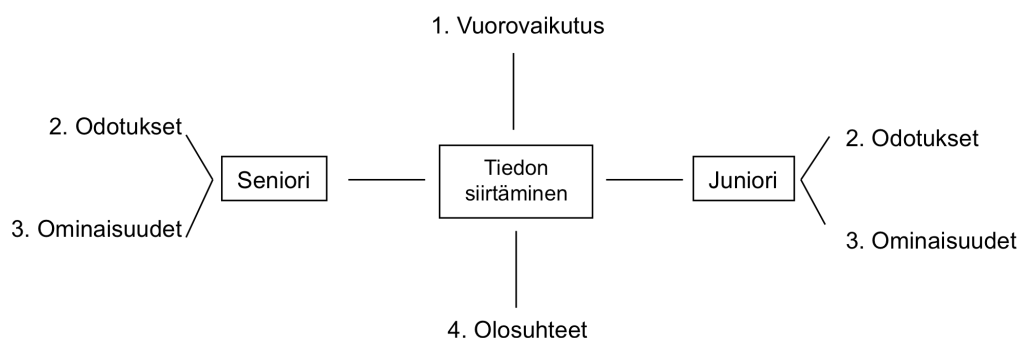 1. Vuorovaikutus
2. Odotukset
3. Ominaisuudet
Seniori
Tiedon
siirtäminen
Juniori
2. Odotukset
3. Ominaisuudet
4. Olosuhteet